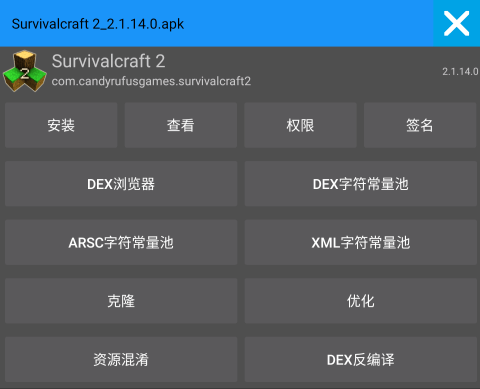 Survivalcraft 2_2.1.14.0.apk
Survivalcraft 2
com.candyrufusgames.survivalcraft2
2.1.14.0
2
安装 查看 权限 签名
DEX浏览器 DEX字符常量池
ARSC字符常量池 XML字符常量池
克隆 优化
资源混淆 DEX反编译